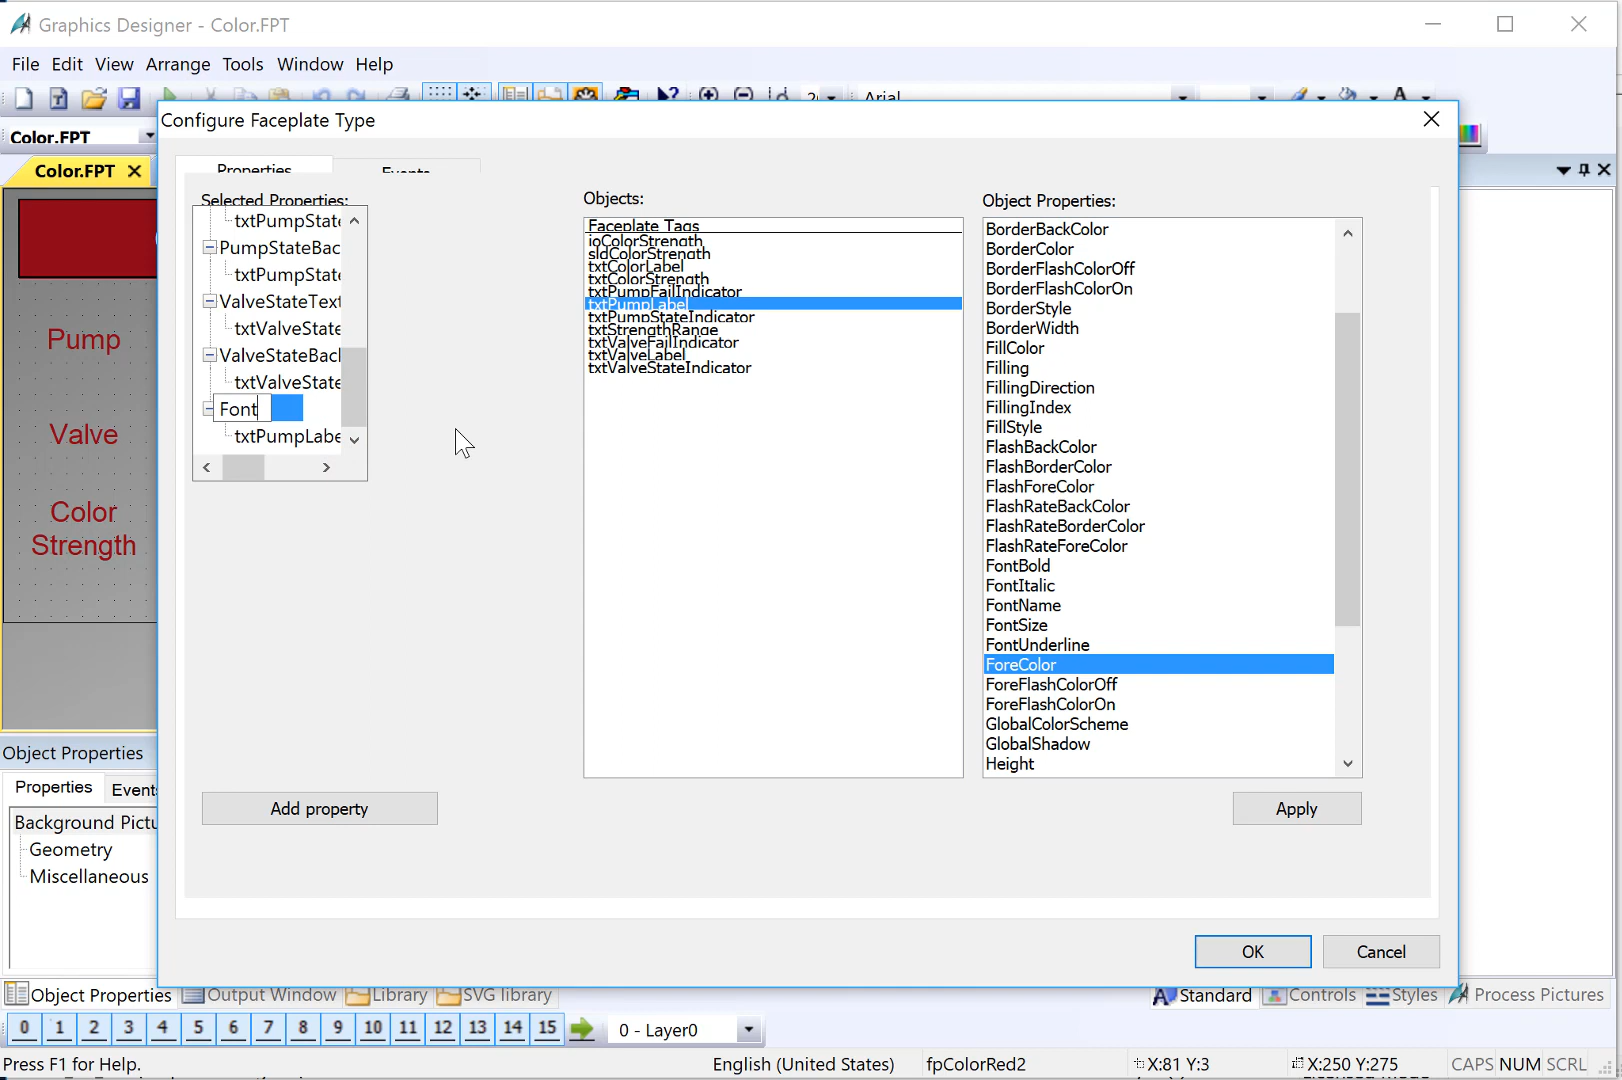 Graphics Designer - Color.FPT
File Edit View Arrange Tools Window Help
Arial
Color.FPT
Configure Faceplate Type
Color.FPT
Properties
Events
Selected Properties:
txtPumpState
PumpStateBac
txtPumpState
ValveStateText
txtValveState
ValveStateBacl
txtValveState
Font
txtPumpLabe
Objects:
Faceplate Tags
ioColorStrength
sldColorStrength
txtColorLabel
txtColorStrength
txtPumpFailIndicator
txtPumpLabel
txtPumpStateIndicator
txtStrengthRange
txtValveFailIndicator
txtValveLabel
txtValveStateIndicator
Object Properties:
BorderBackColor
BorderColor
BorderFlashColorOff
BorderFlashColorOn
BorderStyle
BorderWidth
FillColor
Filling
FillingDirection
FillingIndex
FillStyle
FlashBackColor
FlashBorderColor
FlashForeColor
FlashRateBackColor
FlashRateBorderColor
FlashRateForeColor
FontBold
FontItalic
FontName
FontSize
FontUnderline
ForeColor
ForeFlashColorOff
ForeFlashColorOn
GlobalColorScheme
GlobalShadow
Height
Pump
Valve
Color
Strength
Add property
Apply
OK
Cancel
Object Properties
Properties
Event
Background Pictu
Geometry
Miscellaneous
Object Properties Output Window Library SVG library
Standard Controls Styles Process Pictures
0 1 2 3 4 5 6 7 8 9 10 11 12 13 14 15 0 - Layer0
Press F1 for Help. English (United States) fpColorRed2 X:81 Y:3 X:250 Y:275 CAPS NUM SCRL